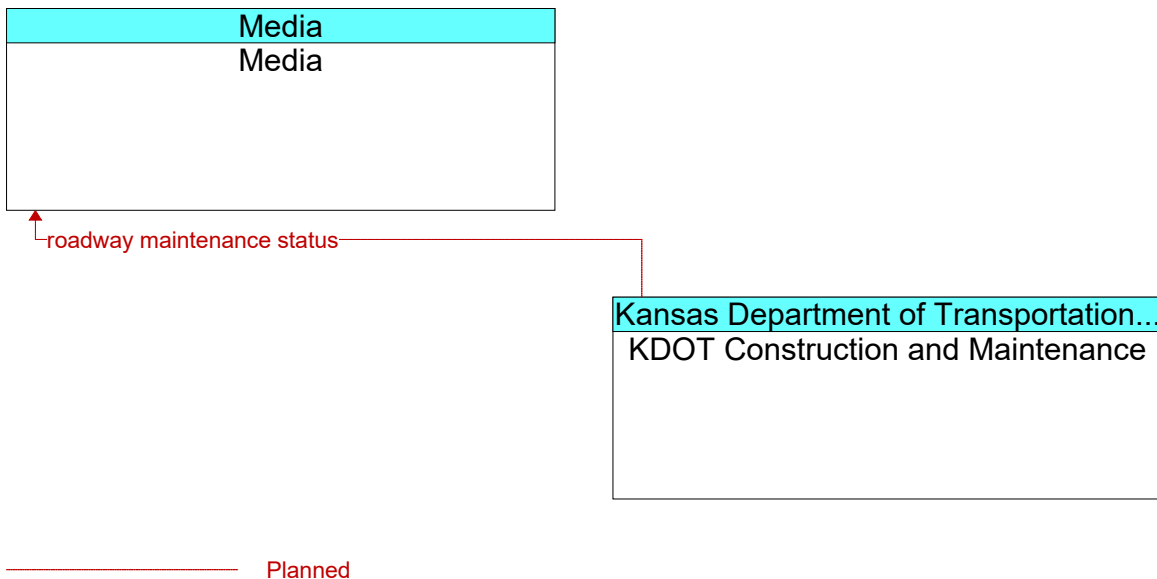 Media
Media
roadway maintenance status
Kansas Department of Transportation...
KDOT Construction and Maintenance
Planned